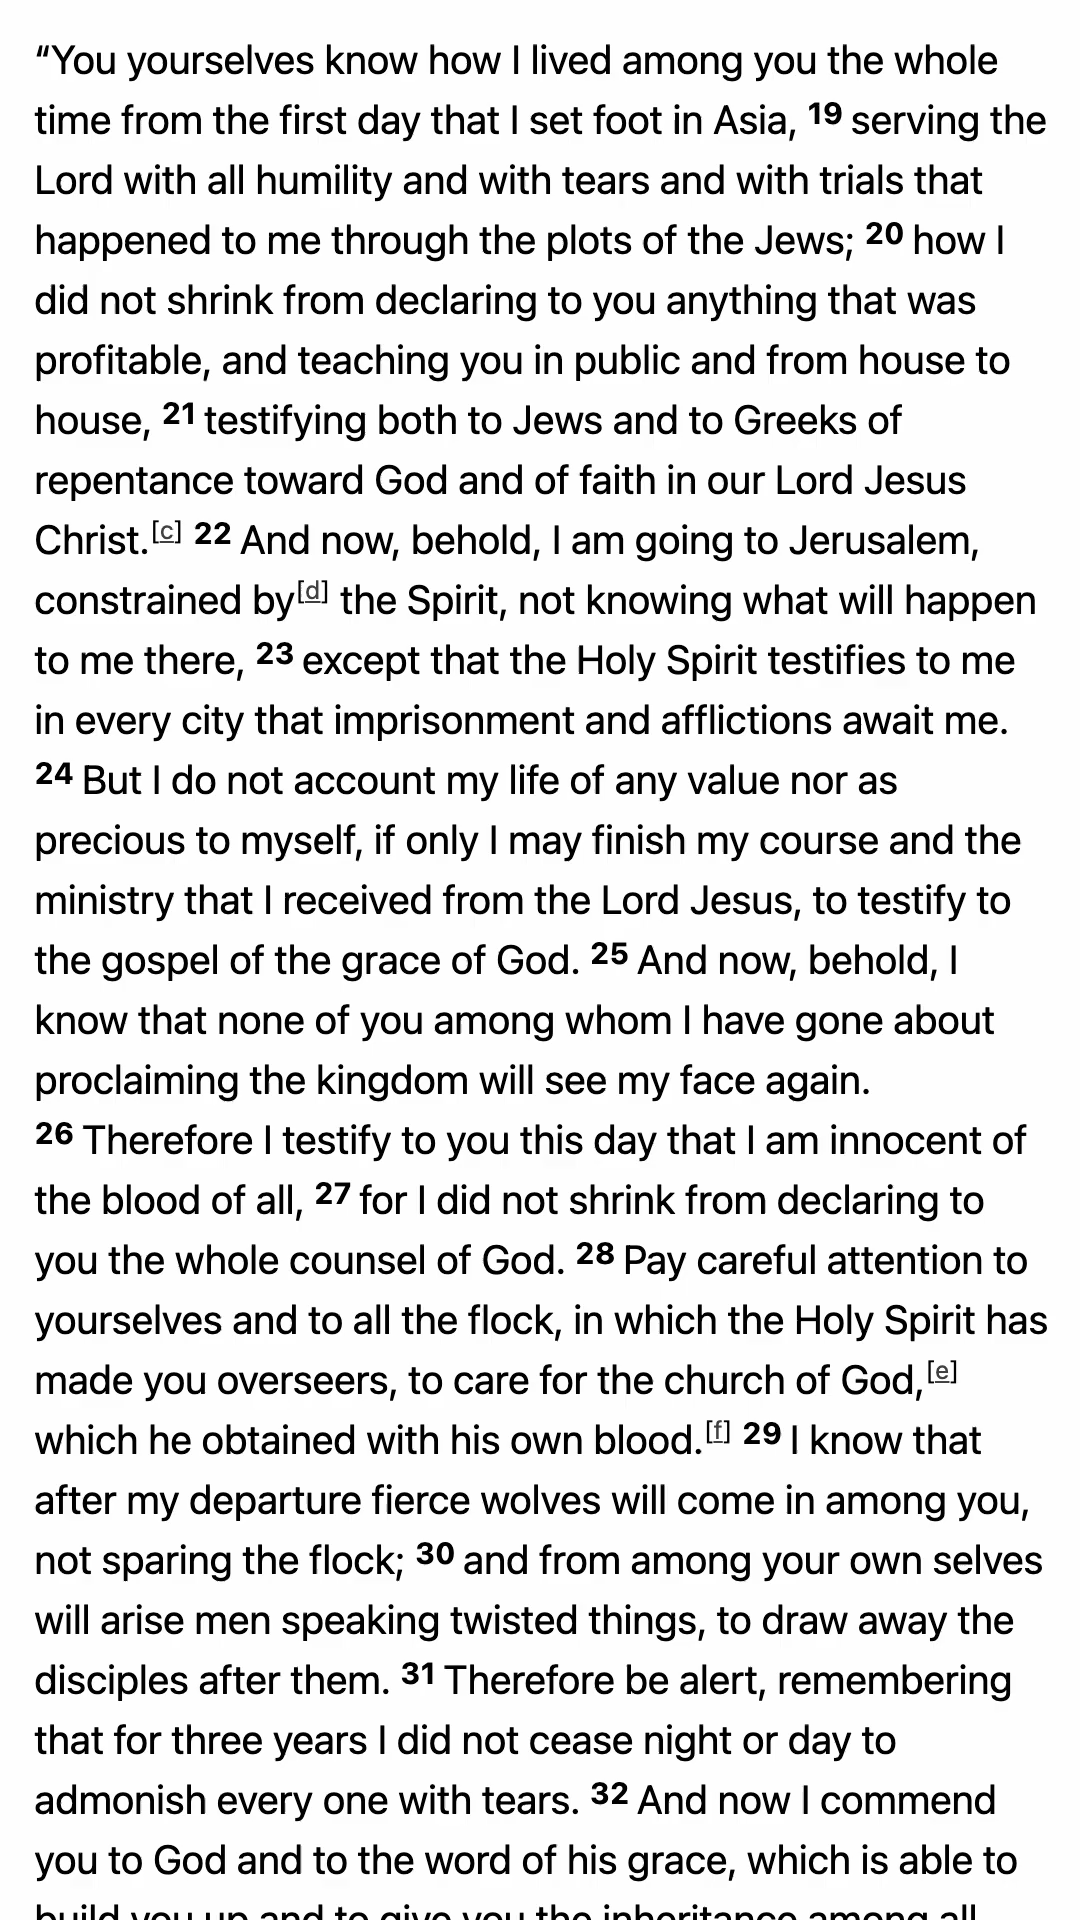 “You yourselves know how I lived among you the whole
time from the first day that I set foot in Asia, 19 serving the
Lord with all humility and with tears and with trials that
happened to me through the plots of the Jews; 20 how I
did not shrink from declaring to you anything that was
profitable, and teaching you in public and from house to
house, 21 testifying both to Jews and to Greeks of
repentance toward God and of faith in our Lord Jesus
Christ.[c] 22 And now, behold, I am going to Jerusalem,
constrained by[d] the Spirit, not knowing what will happen
to me there, 23 except that the Holy Spirit testifies to me
in every city that imprisonment and afflictions await me.
24 But I do not account my life of any value nor as
precious to myself, if only I may finish my course and the
ministry that I received from the Lord Jesus, to testify to
the gospel of the grace of God. 25 And now, behold, I
know that none of you among whom I have gone about
proclaiming the kingdom will see my face again.
26 Therefore I testify to you this day that I am innocent of
the blood of all, 27 for I did not shrink from declaring to
you the whole counsel of God. 28 Pay careful attention to
yourselves and to all the flock, in which the Holy Spirit has
made you overseers, to care for the church of God,[e]
which he obtained with his own blood.[f] 29 I know that
after my departure fierce wolves will come in among you,
not sparing the flock; 30 and from among your own selves
will arise men speaking twisted things, to draw away the
disciples after them. 31 Therefore be alert, remembering
that for three years I did not cease night or day to
admonish every one with tears. 32 And now I commend
you to God and to the word of his grace, which is able to
build you up and to give you the inheritance among all